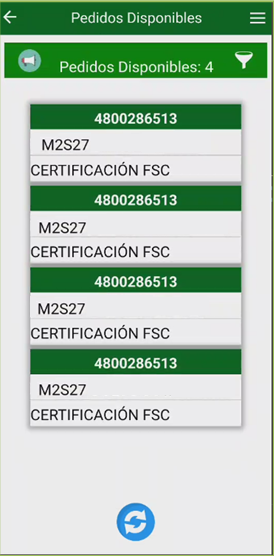 Pedidos Disponibles
Pedidos Disponibles: 4
4800286513
M2S27
CERTIFICACIÓN FSC
4800286513
M2S27
CERTIFICACIÓN FSC
4800286513
M2S27
CERTIFICACIÓN FSC
4800286513
M2S27
CERTIFICACIÓN FSC